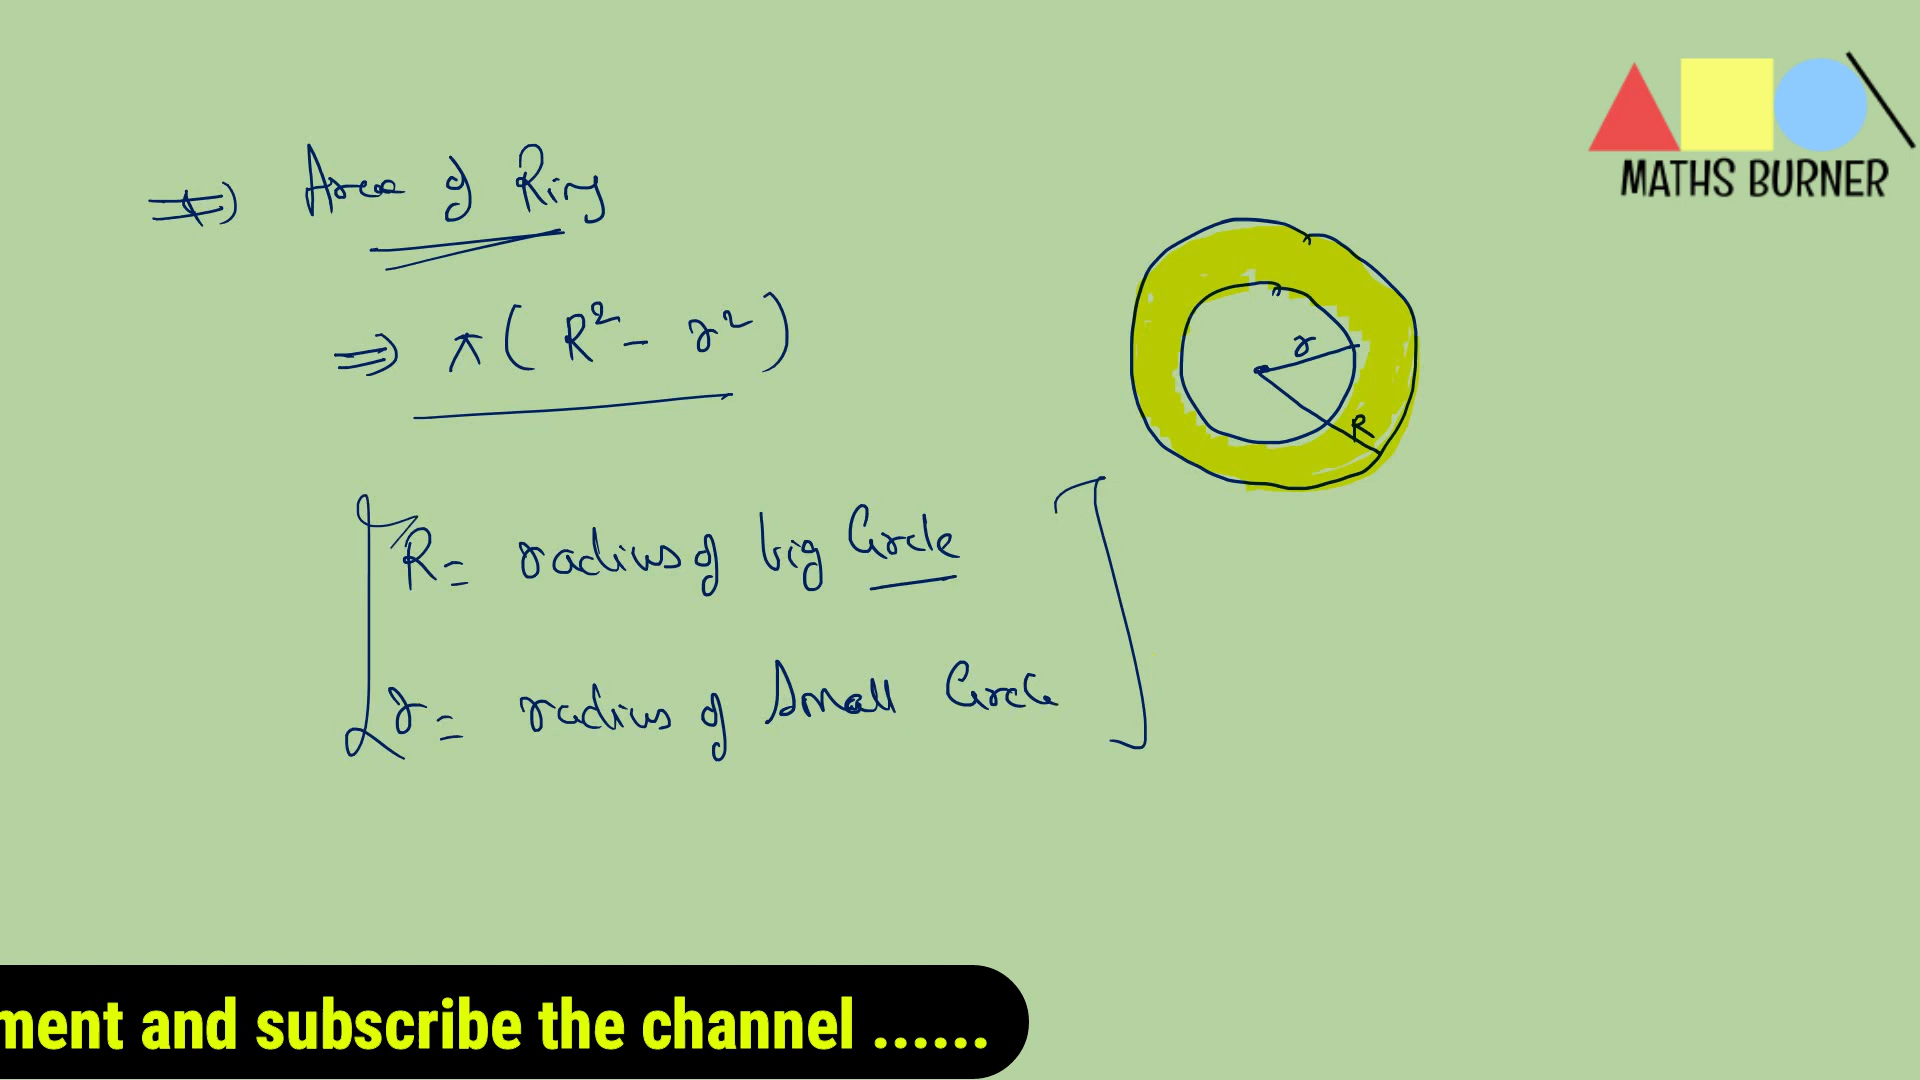 ⇒ Area of Ring
⇒ π ( R² - r² )
R = radius of big Circle
r = radius of Small Circle
r
R
MATHS BURNER
ment and subscribe the channel ......